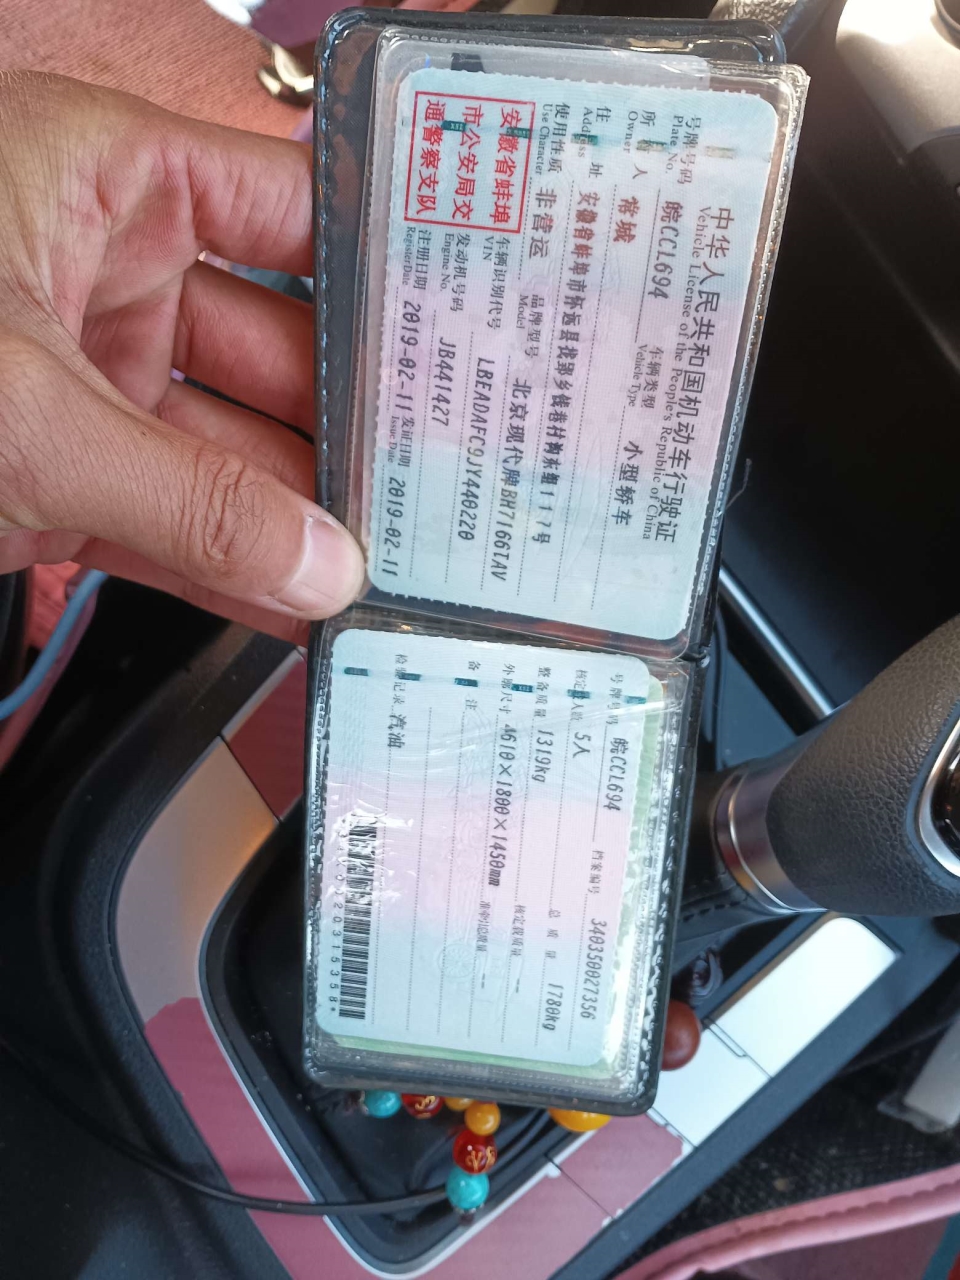 中华人民共和国机动车行驶证
Vehicle License of the People's Republic of China
号牌号码 皖CCL694 车辆类型 小型轿车
Plate No. Vehicle Type
所有人 常城
Owner
住址 安徽省蚌埠市怀远县找郢乡钱巷村沟东组117号
Address
使用性质 非营运 品牌型号 北京现代牌BH7166TAV
Use Character Model
安徽省蚌埠
市公安局交
通警察支队
车辆识别代号 LBEADAFC9JY440220
VIN
发动机号码 JB441427
Engine No.
注册日期 2019-02-11 发证日期 2019-02-11
Register Date Issue Date
号牌号码 皖CCL694 档案编号 340350027356
核定载人数 5人 总质量 1780kg
整备质量 1319kg 核定载质量 --
外廓尺寸 4610×1800×1450mm 准牵引总质量 --
备注
检验记录 汽油